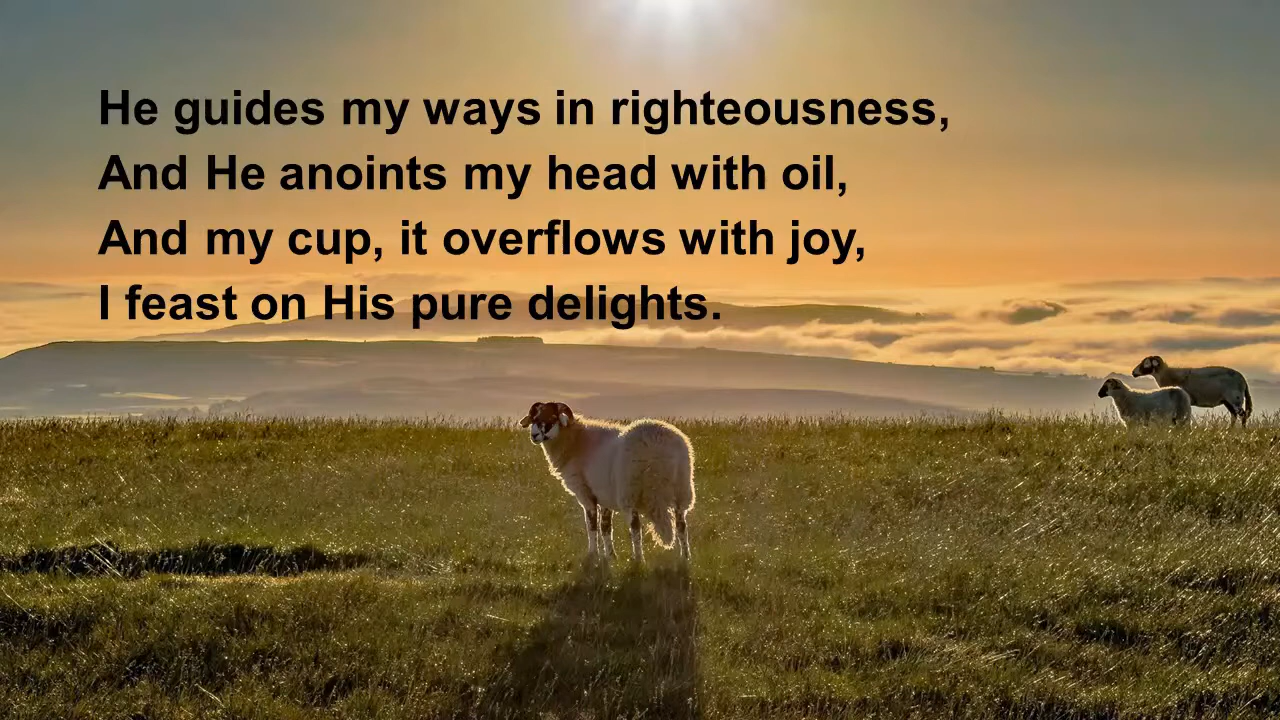 He guides my ways in righteousness,
And He anoints my head with oil,
And my cup, it overflows with joy,
I feast on His pure delights.